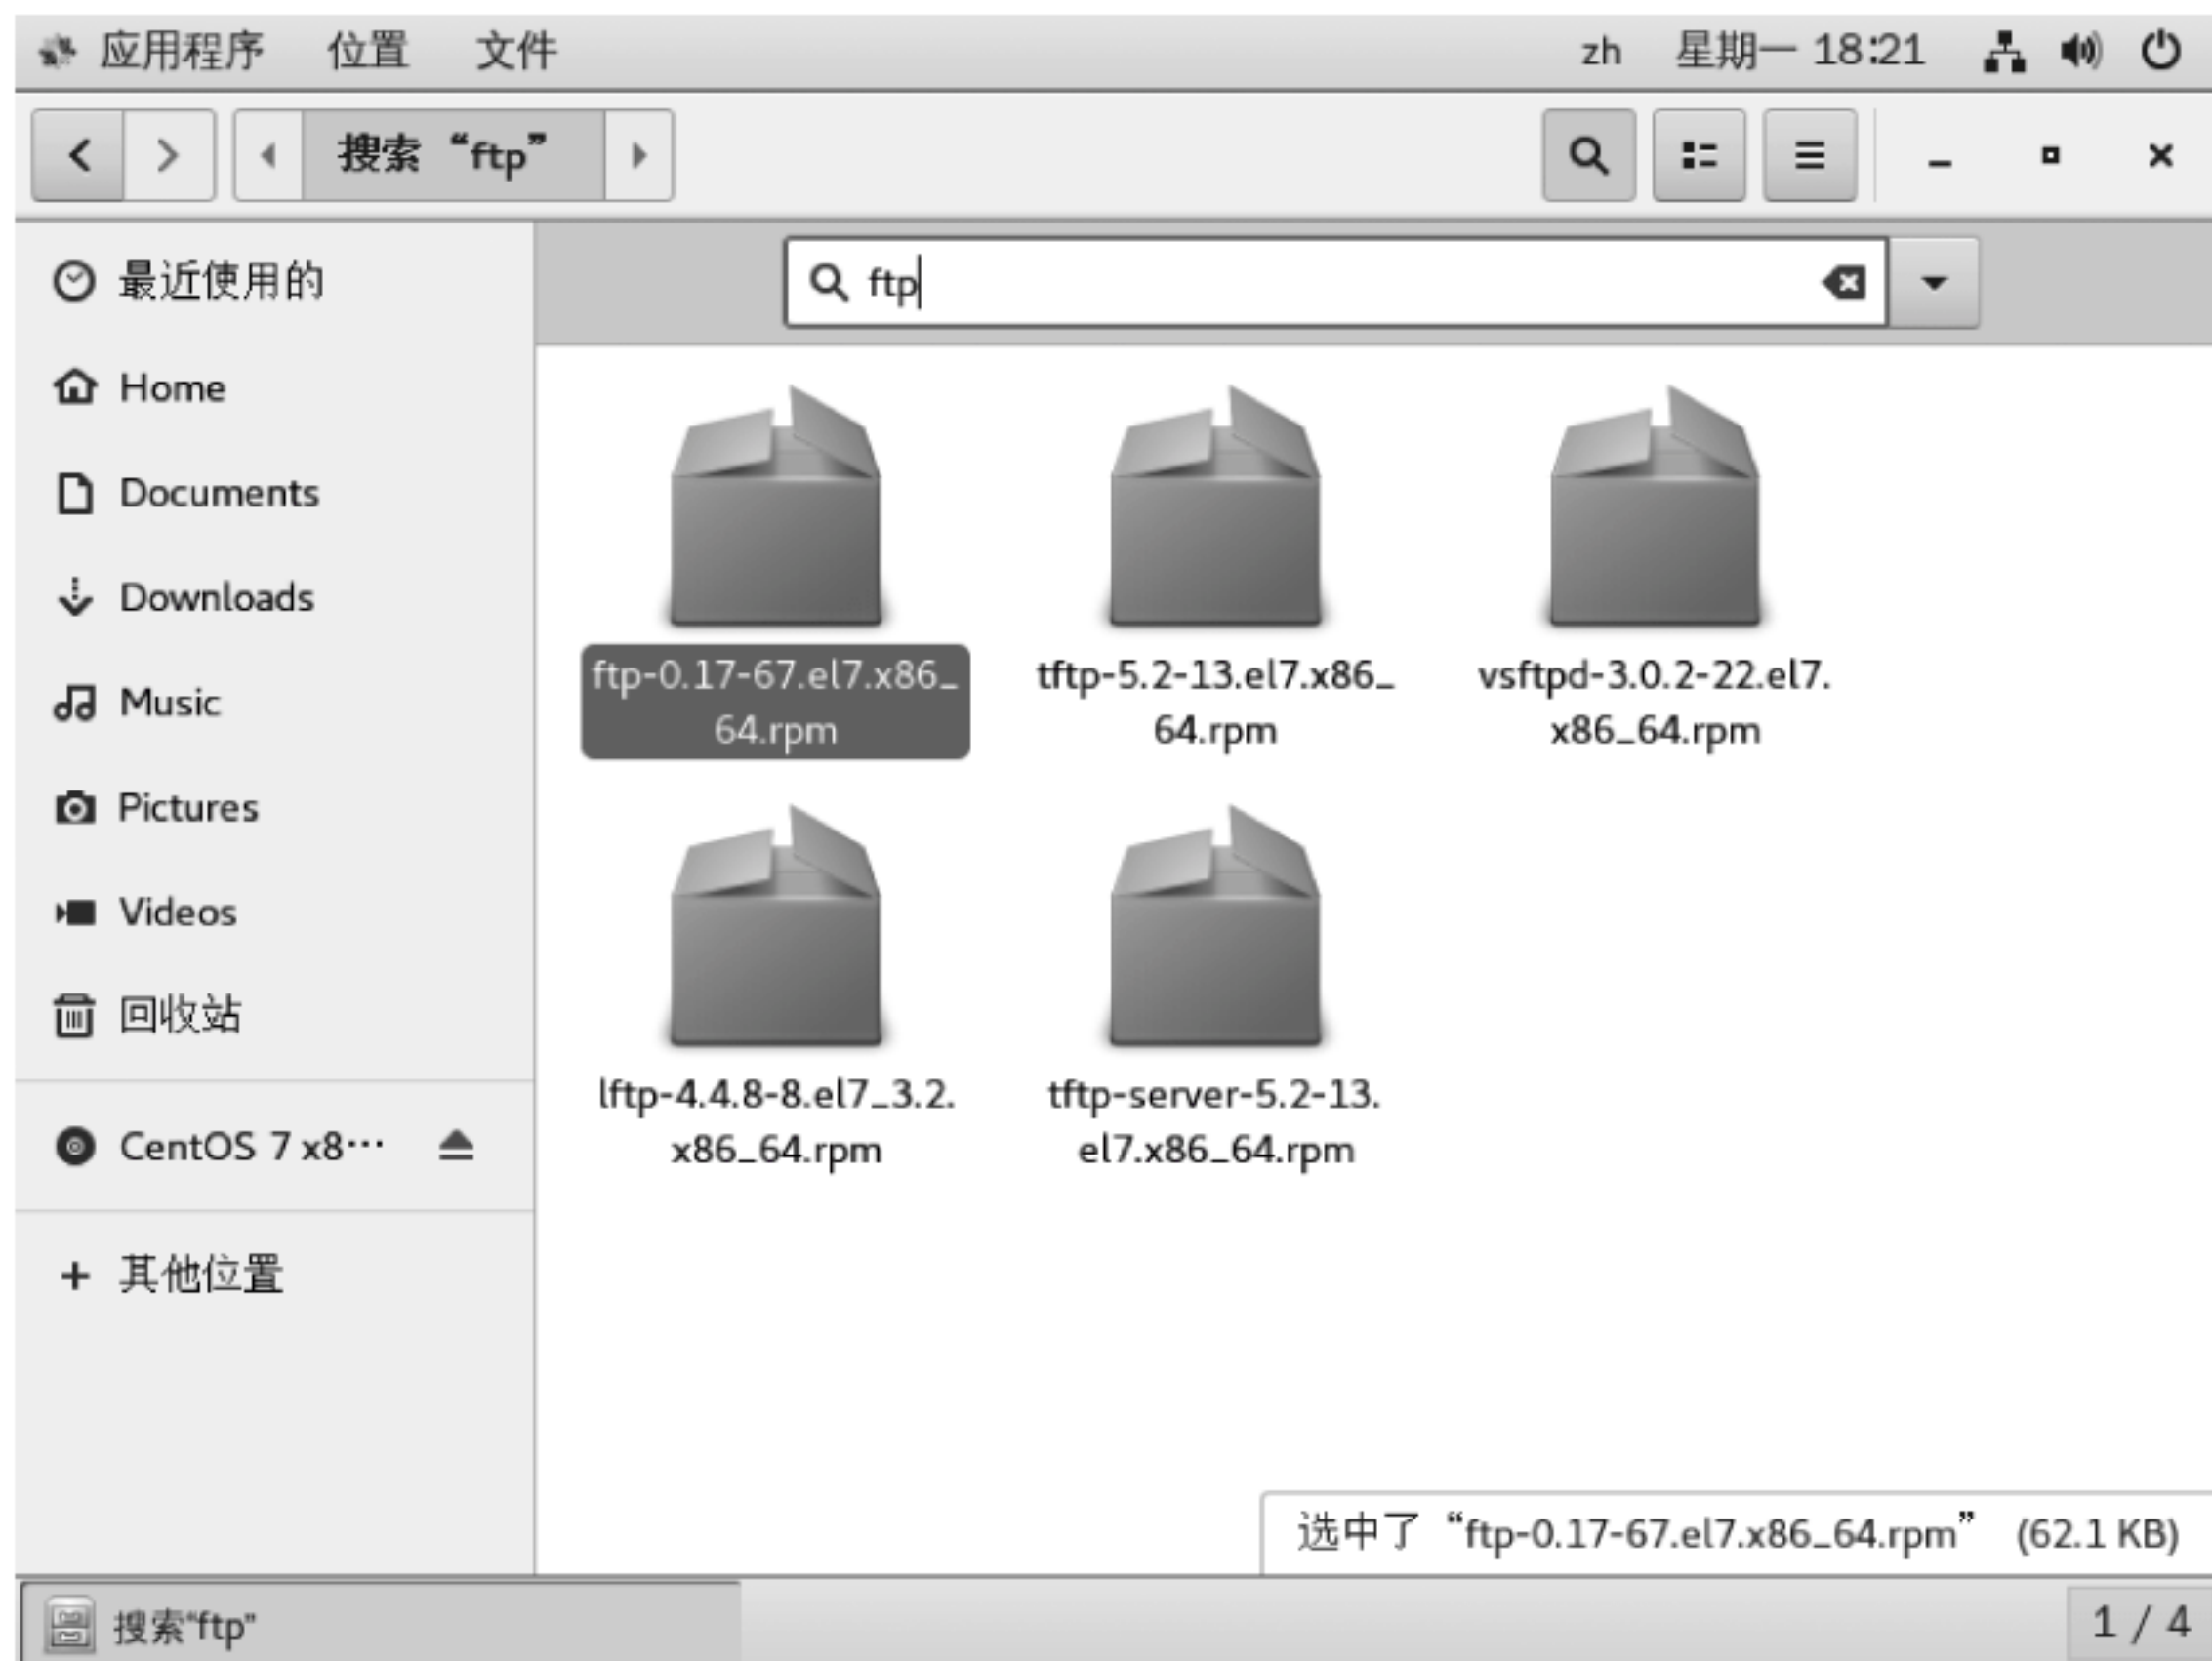 应用程序 位置 文件 zh 星期一 18:21
搜索 “ftp”
ftp
最近使用的
Home
Documents
Downloads
Music
Pictures
Videos
回收站
CentOS 7 x8…
其他位置
ftp-0.17-67.el7.x86_
64.rpm
tftp-5.2-13.el7.x86_
64.rpm
vsftpd-3.0.2-22.el7.
x86_64.rpm
lftp-4.4.8-8.el7_3.2.
x86_64.rpm
tftp-server-5.2-13.
el7.x86_64.rpm
选中了 “ftp-0.17-67.el7.x86_64.rpm” (62.1 KB)
搜索“ftp”
1 / 4